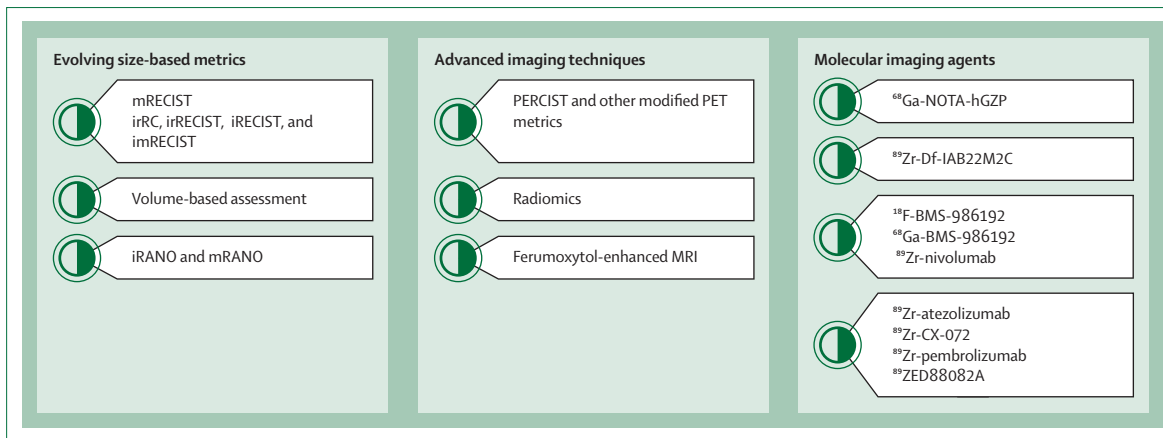 Evolving size-based metrics
mRECIST
irRC, irRECIST, iRECIST, and
imRECIST
Volume-based assessment
iRANO and mRANO
Advanced imaging techniques
PERCIST and other modified PET
metrics
Radiomics
Ferumoxytol-enhanced MRI
Molecular imaging agents
⁶⁸Ga-NOTA-hGZP
⁸⁹Zr-Df-IAB22M2C
¹⁸F-BMS-986192
⁶⁸Ga-BMS-986192
⁸⁹Zr-nivolumab
⁸⁹Zr-atezolizumab
⁸⁹Zr-CX-072
⁸⁹Zr-pembrolizumab
⁸⁹ZED88082A